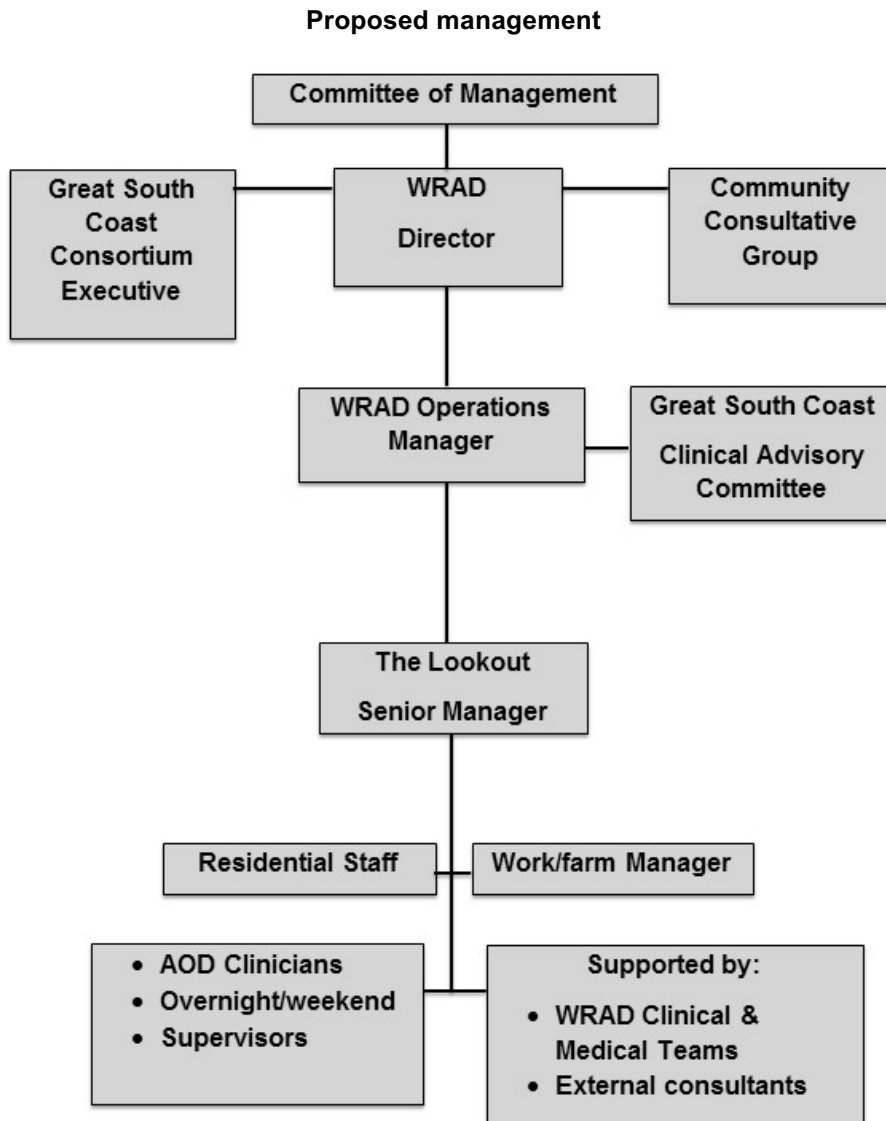 Proposed management
Committee of Management
Great South
Coast
Consortium
Executive
WRAD
Director
Community
Consultative
Group
WRAD Operations
Manager
Great South Coast
Clinical Advisory
Committee
The Lookout
Senior Manager
Residential Staff
Work/farm Manager
• AOD Clinicians
• Overnight/weekend
• Supervisors
Supported by:
• WRAD Clinical &
Medical Teams
• External consultants